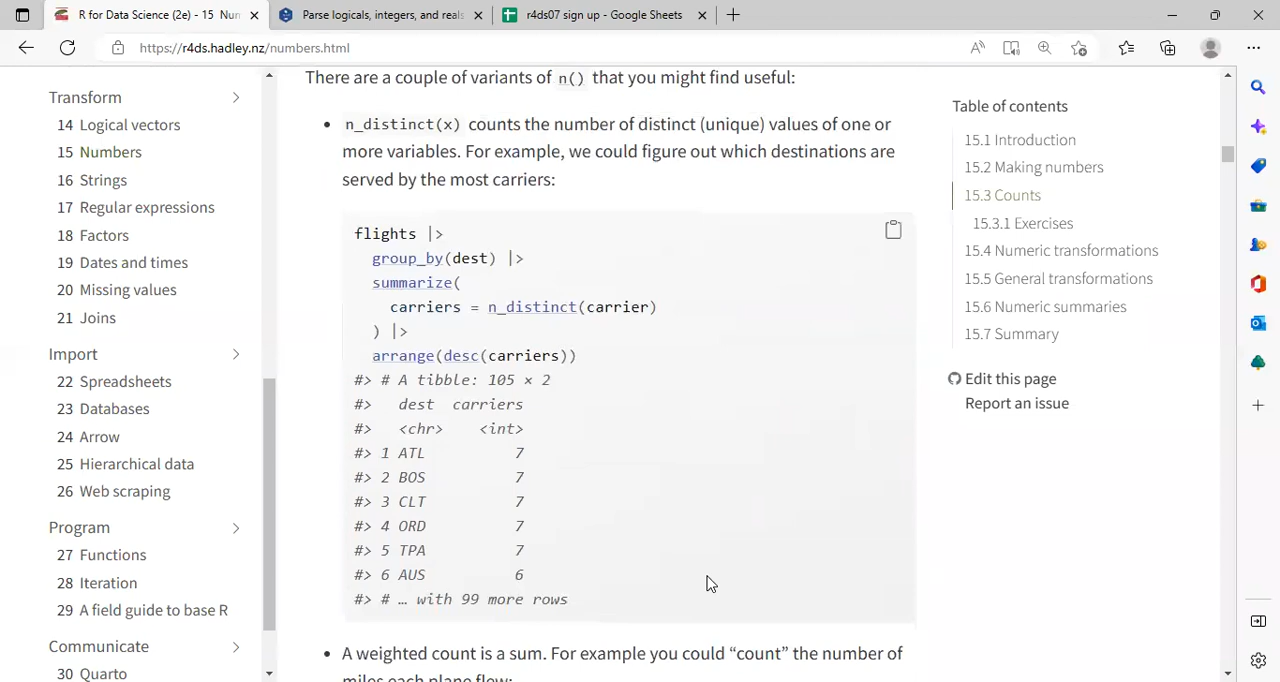 R for Data Science (2e) - 15 Num
Parse logicals, integers, and reals
r4ds07 sign up - Google Sheets
https://r4ds.hadley.nz/numbers.html
Transform
14 Logical vectors
15 Numbers
16 Strings
17 Regular expressions
18 Factors
19 Dates and times
20 Missing values
21 Joins
Import
22 Spreadsheets
23 Databases
24 Arrow
25 Hierarchical data
26 Web scraping
Program
27 Functions
28 Iteration
29 A field guide to base R
Communicate
30 Quarto
There are a couple of variants of n() that you might find useful:
• n_distinct(x) counts the number of distinct (unique) values of one or
more variables. For example, we could figure out which destinations are
served by the most carriers:
flights |>
group_by(dest) |>
summarize(
carriers = n_distinct(carrier)
) |>
arrange(desc(carriers))
#> # A tibble: 105 × 2
#> dest carriers
#> <chr> <int>
#> 1 ATL 7
#> 2 BOS 7
#> 3 CLT 7
#> 4 ORD 7
#> 5 TPA 7
#> 6 AUS 6
#> # … with 99 more rows
• A weighted count is a sum. For example you could “count” the number of
miles each plane flew:
Table of contents
15.1 Introduction
15.2 Making numbers
15.3 Counts
15.3.1 Exercises
15.4 Numeric transformations
15.5 General transformations
15.6 Numeric summaries
15.7 Summary
Edit this page
Report an issue